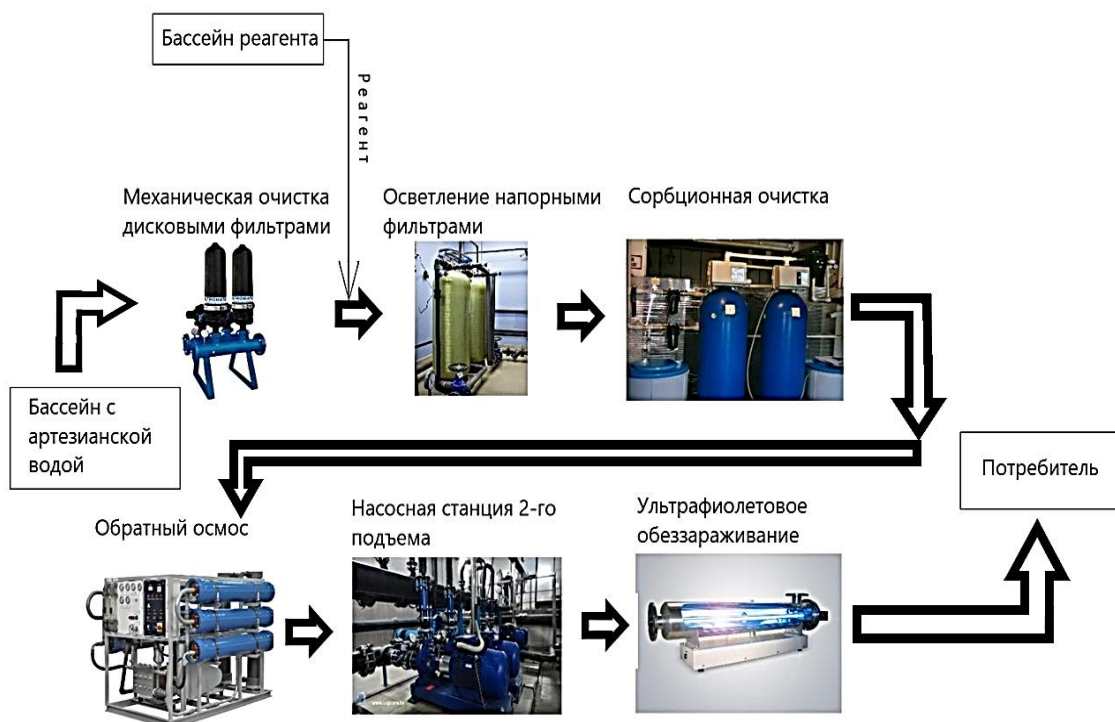 Бассейн реагента
Реагент
Механическая очистка
дисковыми фильтрами
Осветление напорными
фильтрами
Сорбционная очистка
Бассейн с
артезианской
водой
Потребитель
Обратный осмос
Насосная станция 2-го
подъема
Ультрафиолетовое
обеззараживание